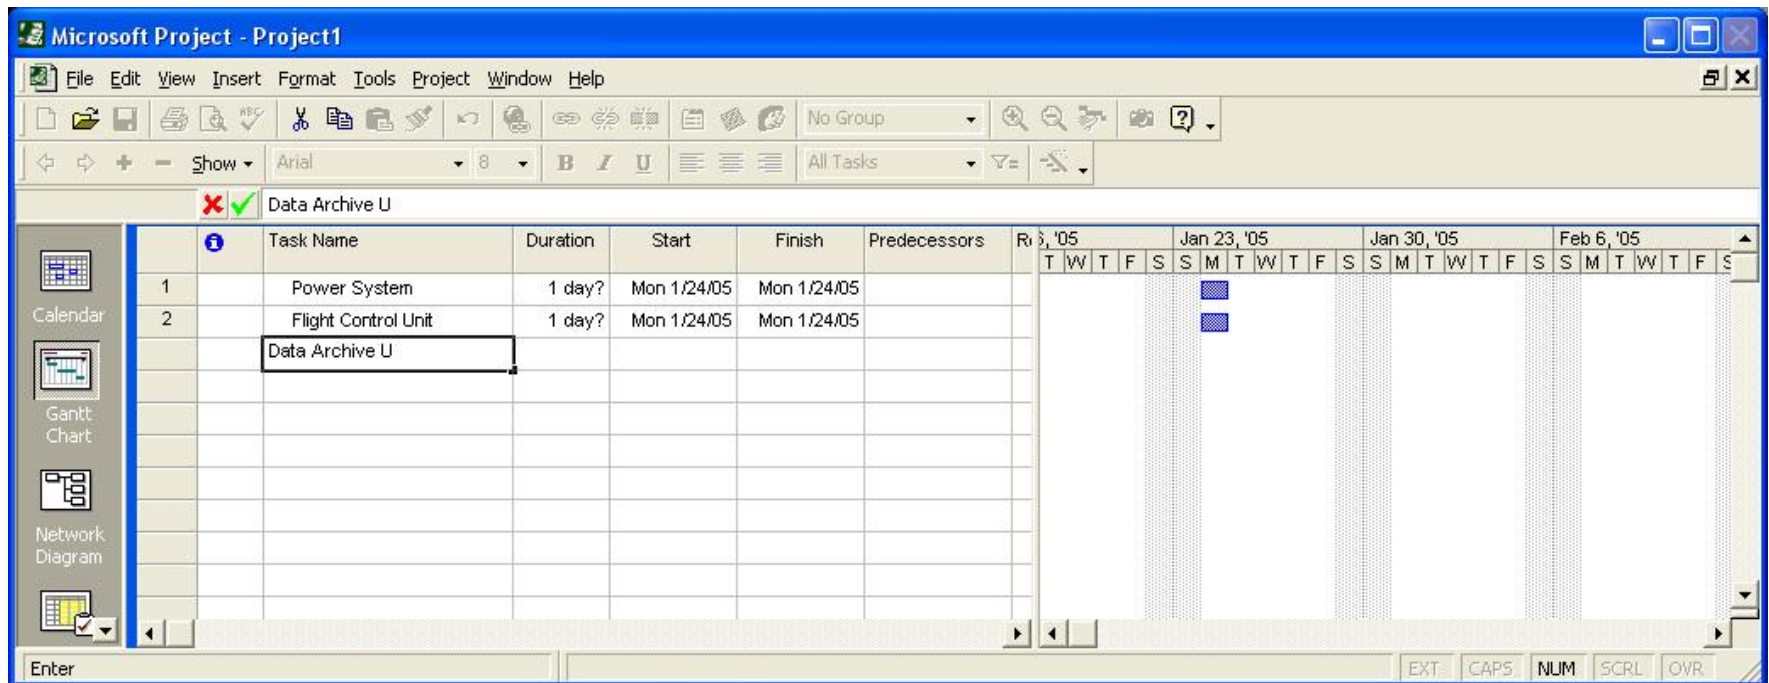 Microsoft Project - Project1
File Edit View Insert Format Tools Project Window Help
No Group
Show Arial 8 B I U All Tasks
Data Archive U
Task Name Duration Start Finish Predecessors , '05 Jan 23, '05 Jan 30, '05 Feb 6, '05
T W T F S S M T W T F S S M T W T F S S M T W T F S
1 Power System 1 day? Mon 1/24/05 Mon 1/24/05
2 Flight Control Unit 1 day? Mon 1/24/05 Mon 1/24/05
Data Archive U
Calendar
Gantt
Chart
Network
Diagram
Enter EXT CAPS NUM SCRL OVR